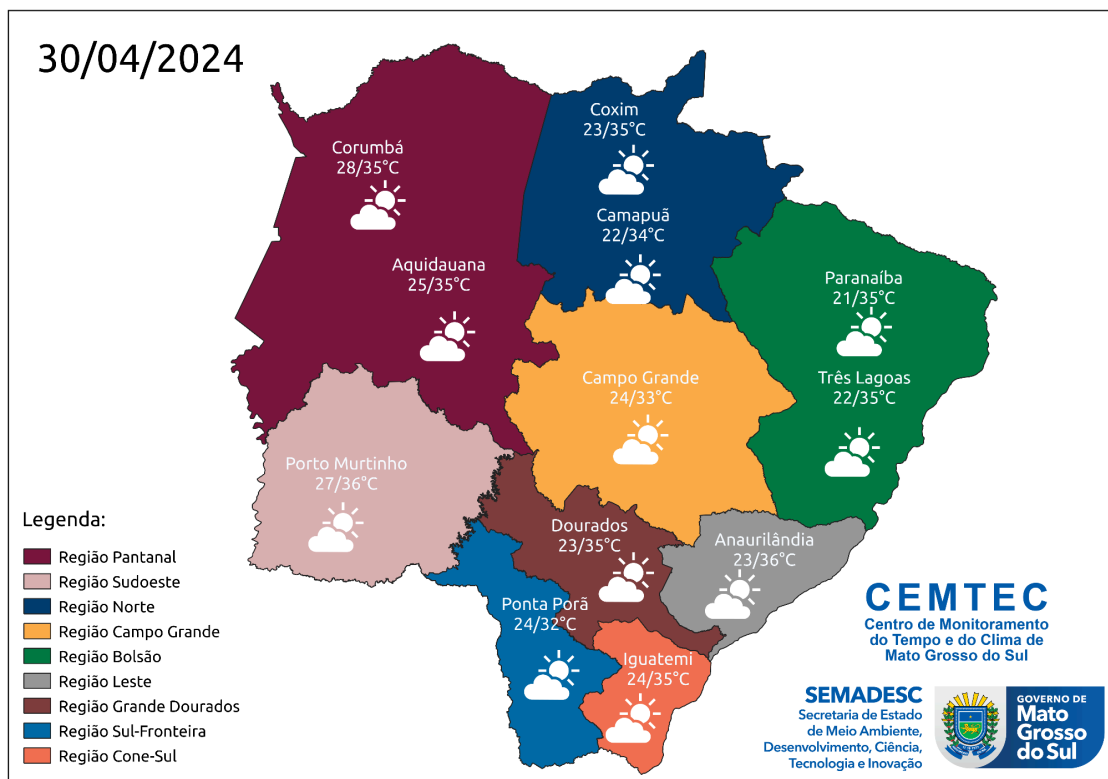 30/04/2024
Coxim
23/35°C
Corumbá
28/35°C
Camapuã
22/34°C
Aquidauana
25/35°C
Paranaíba
21/35°C
Campo Grande
24/33°C
Três Lagoas
22/35°C
Porto Murtinho
27/36°C
Dourados
23/35°C
Anaurilândia
23/36°C
Ponta Porã
24/32°C
Iguatemi
24/35°C
Legenda:
Região Pantanal
Região Sudoeste
Região Norte
Região Campo Grande
Região Bolsão
Região Leste
Região Grande Dourados
Região Sul-Fronteira
Região Cone-Sul
CEMTEC
Centro de Monitoramento
do Tempo e do Clima de
Mato Grosso do Sul
SEMADESC
Secretaria de Estado
de Meio Ambiente,
Desenvolvimento, Ciência,
Tecnologia e Inovação
GOVERNO DE
Mato
Grosso
do Sul